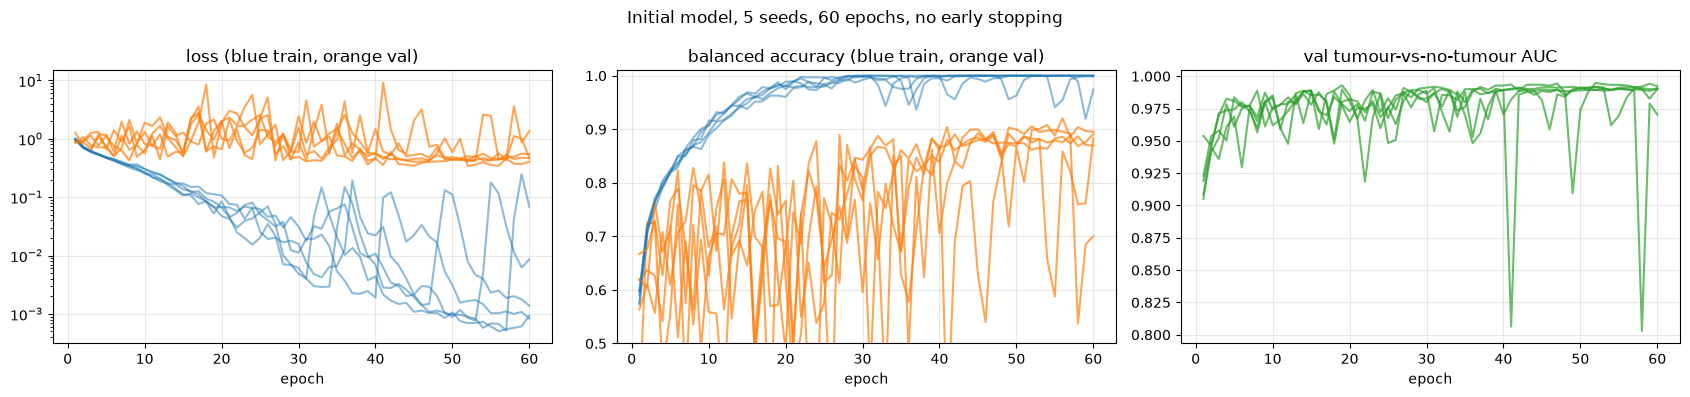 Initial model, 5 seeds, 60 epochs, no early stopping
loss (blue train, orange val)
10¹
10⁰
10⁻¹
10⁻²
10⁻³
0 10 20 30 40 50 60
epoch
balanced accuracy (blue train, orange val)
1.0
0.9
0.8
0.7
0.6
0.5
0 10 20 30 40 50 60
epoch
val tumour-vs-no-tumour AUC
1.000
0.975
0.950
0.925
0.900
0.875
0.850
0.825
0.800
0 10 20 30 40 50 60
epoch